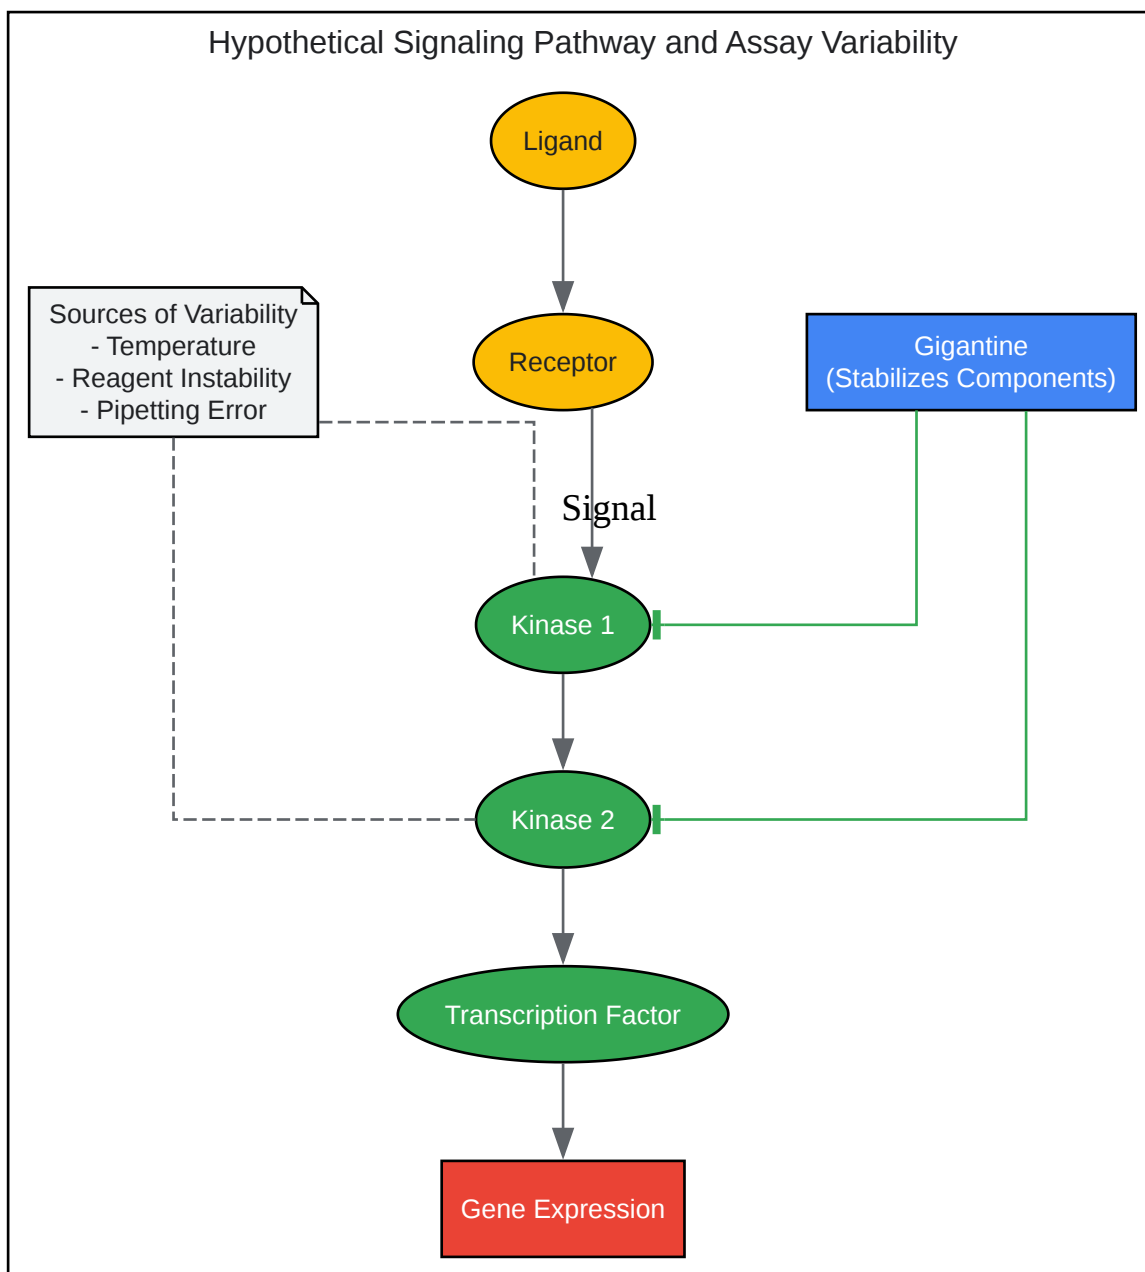 Hypothetical Signaling Pathway and Assay Variability
Ligand
Sources of Variability
- Temperature
- Reagent Instability
- Pipetting Error
Receptor
Gigantine
(Stabilizes Components)
Signal
Kinase 1
Kinase 2
Transcription Factor
Gene Expression